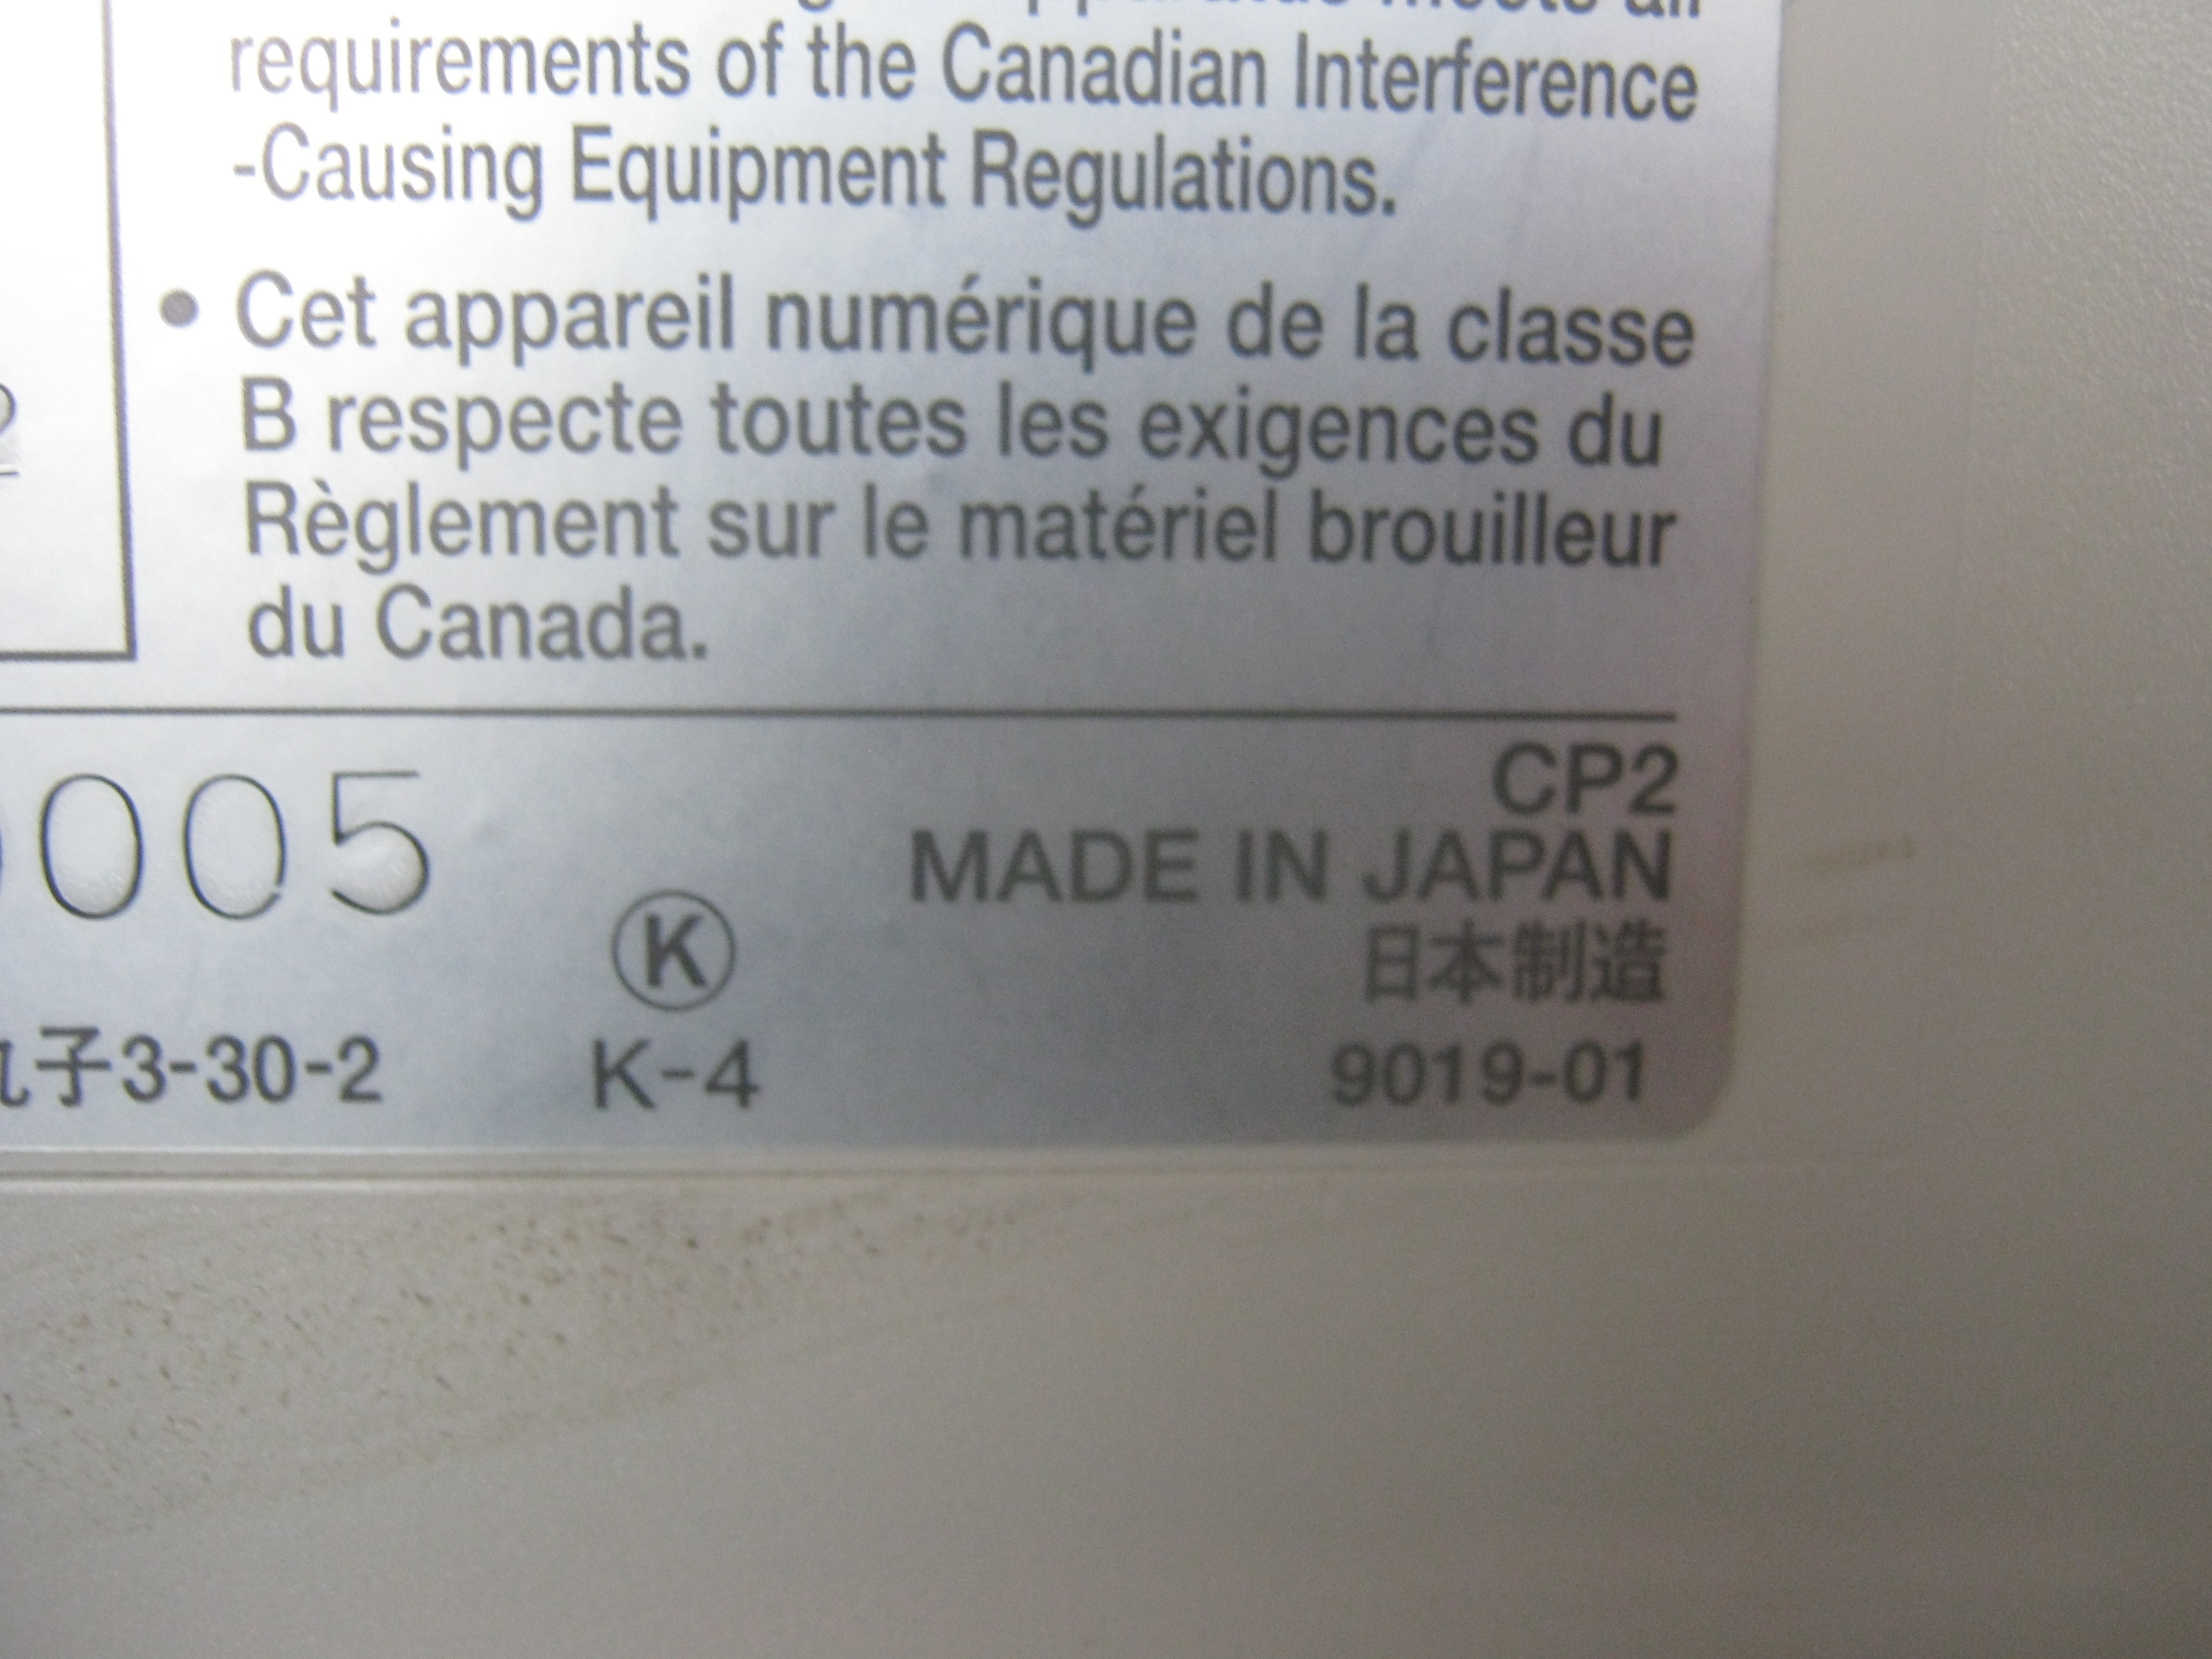 requirements of the Canadian Interference
-Causing Equipment Regulations.
• Cet appareil numérique de la classe
B respecte toutes les exigences du
Règlement sur le matériel brouilleur
du Canada.
CP2
005
MADE IN JAPAN
K
日本制造
子3-30-2
K-4
9019-01